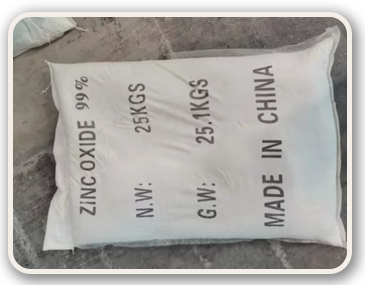 ZINC OXIDE 99%
N.W: 25KGS
G.W: 25.1KGS
MADE IN CHINA